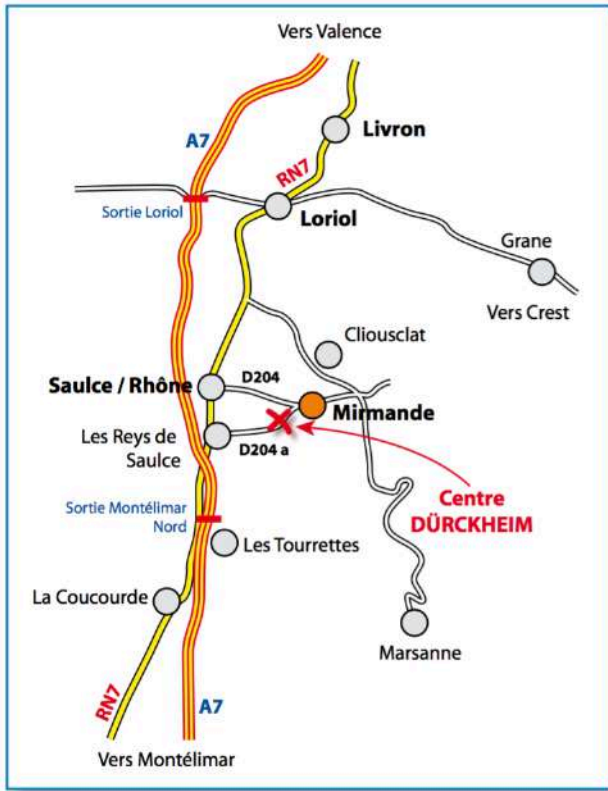 Vers Valence
A7
Livron
RN7
Sortie Loriol
Loriol
Grane
Vers Crest
Cliousclat
Saulce / Rhône
D204
Mirmande
Les Reys de
Saulce
D204 a
Centre
DÜRCKHEIM
Sortie Montélimar
Nord
Les Tourrettes
La Coucourde
Marsanne
RN7
A7
Vers Montélimar